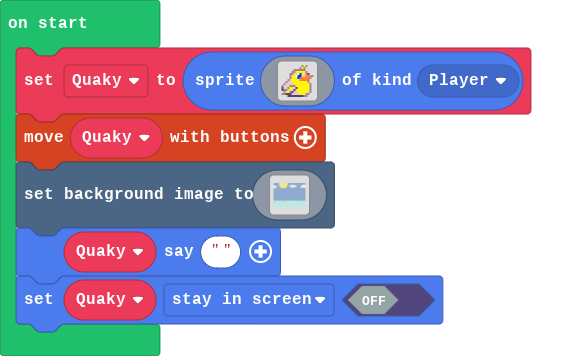 on start
set Quaky to sprite of kind Player
move Quaky with buttons
set background image to
Quaky say " "
set Quaky stay in screen OFF